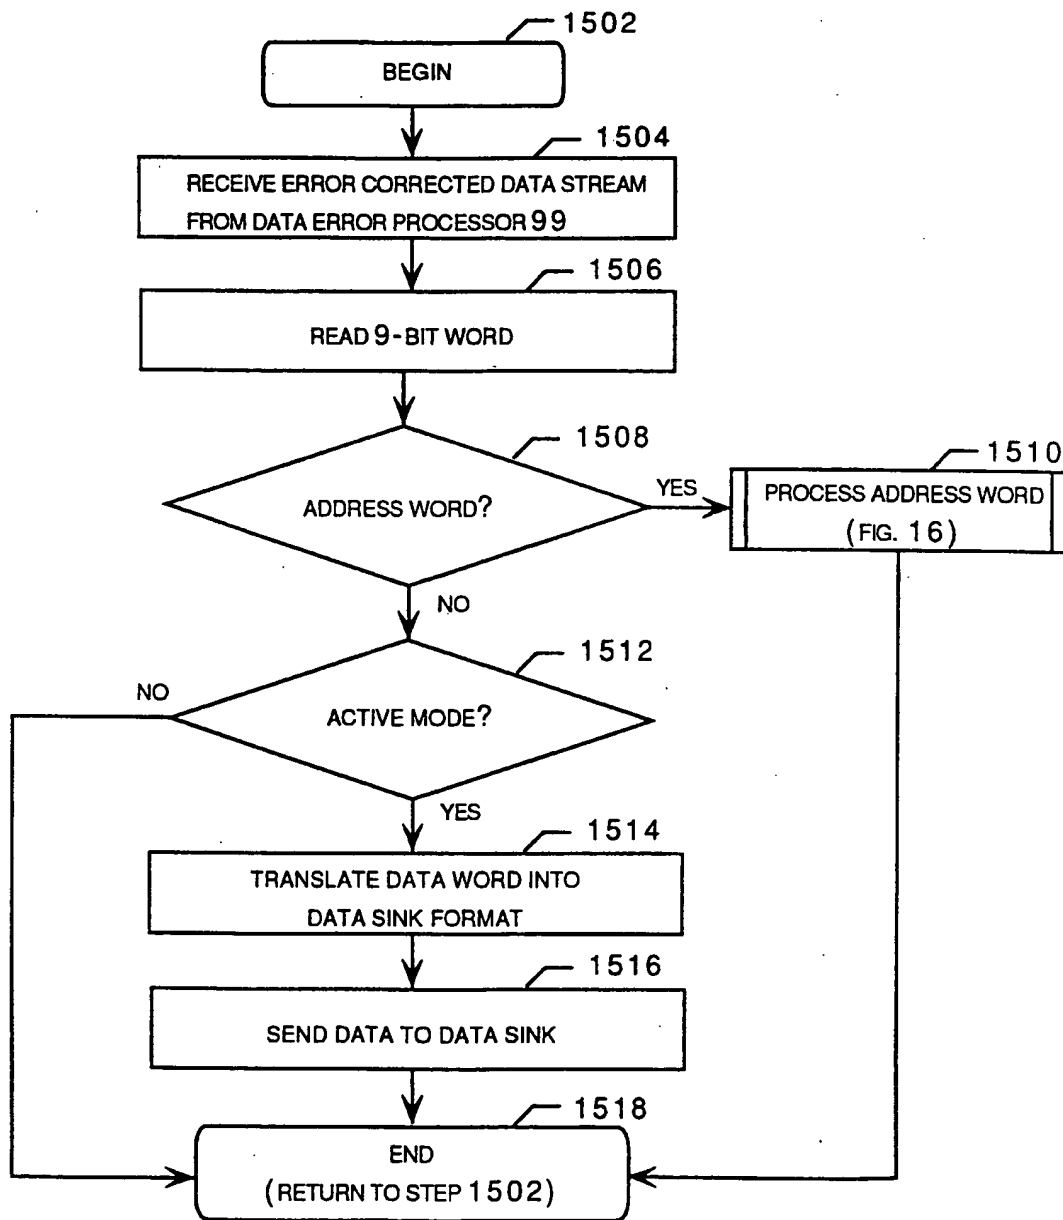 1502
BEGIN
1504
RECEIVE ERROR CORRECTED DATA STREAM
FROM DATA ERROR PROCESSOR 99
1506
READ 9-BIT WORD
1508
ADDRESS WORD?
YES
1510
PROCESS ADDRESS WORD
(FIG. 16)
NO
1512
ACTIVE MODE?
NO
YES
1514
TRANSLATE DATA WORD INTO
DATA SINK FORMAT
1516
SEND DATA TO DATA SINK
1518
END
(RETURN TO STEP 1502)